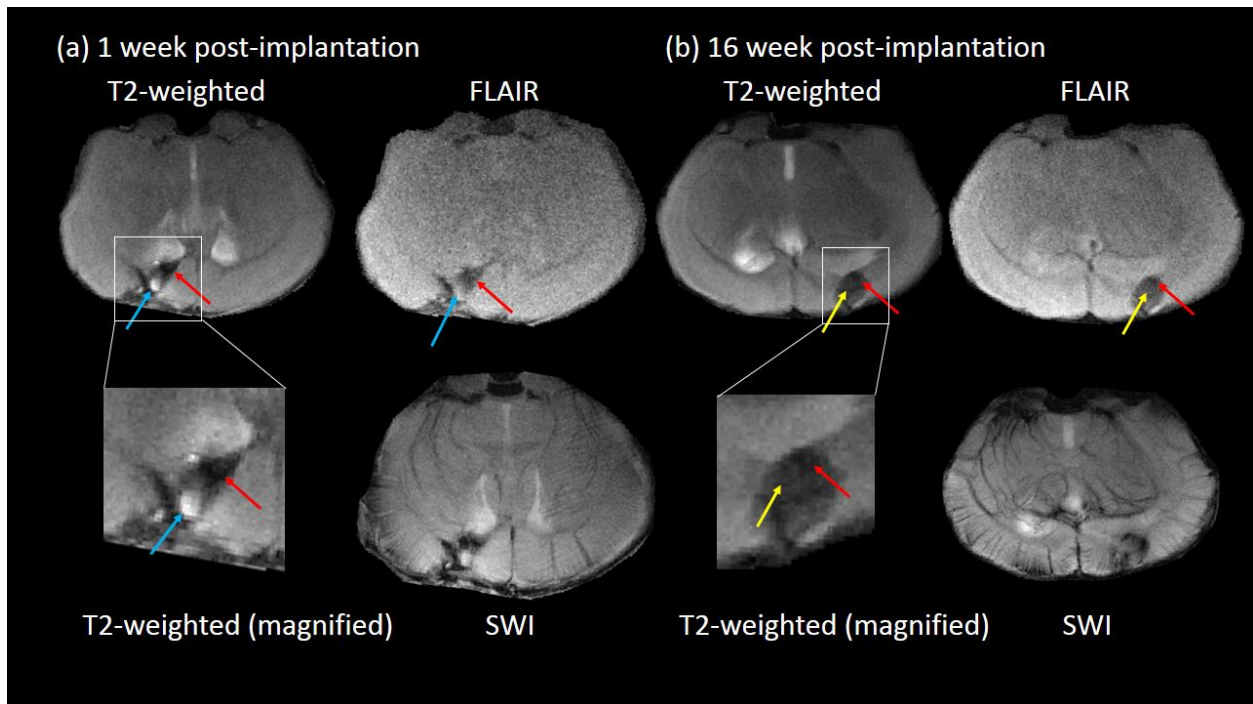 (a) 1 week post-implantation
T2-weighted
FLAIR
T2-weighted (magnified)
SWI
(b) 16 week post-implantation
T2-weighted
FLAIR
T2-weighted (magnified)
SWI